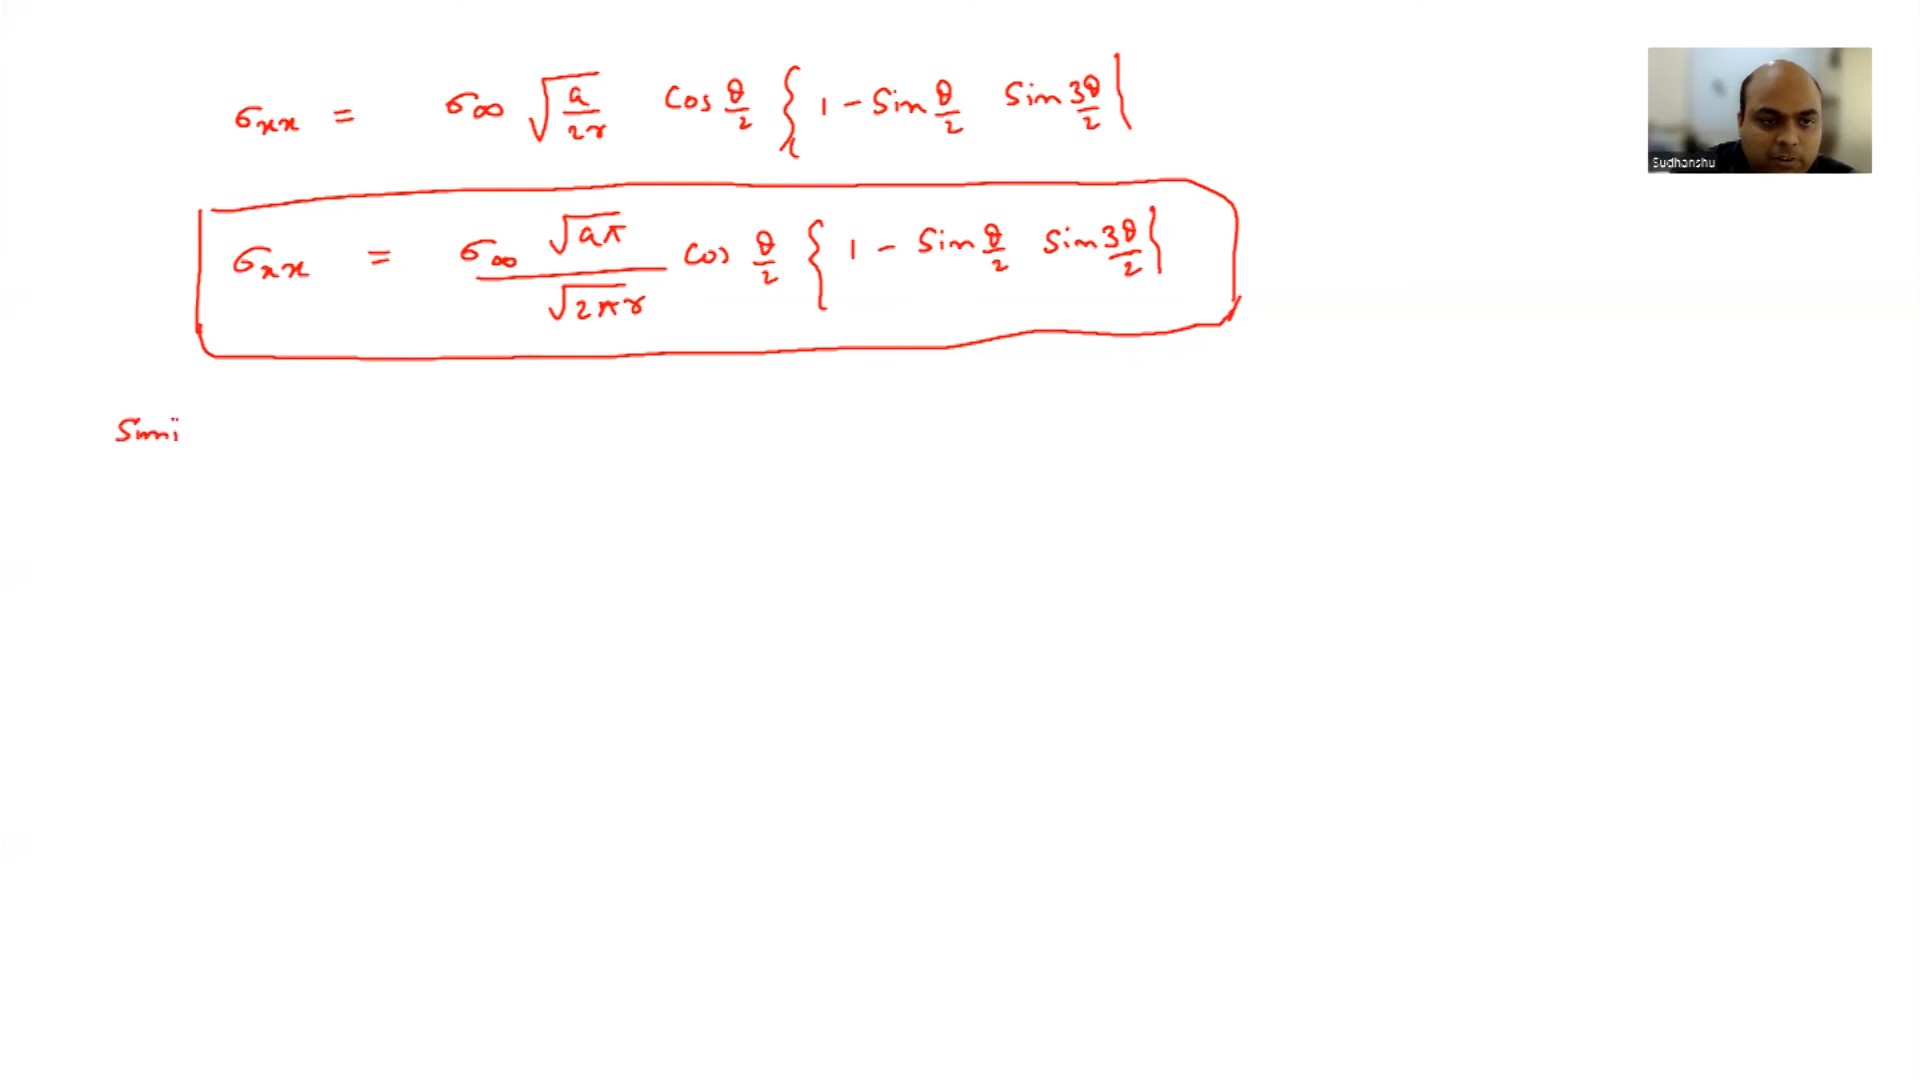 σxx = σ∞ √(a/2r) Cos θ/2 { 1 - Sin θ/2 Sin 3θ/2 }
Sudhanshu
σxx = σ∞ √(aπ) / √(2πr) Cos θ/2 { 1 - Sin θ/2 Sin 3θ/2 }
Simi